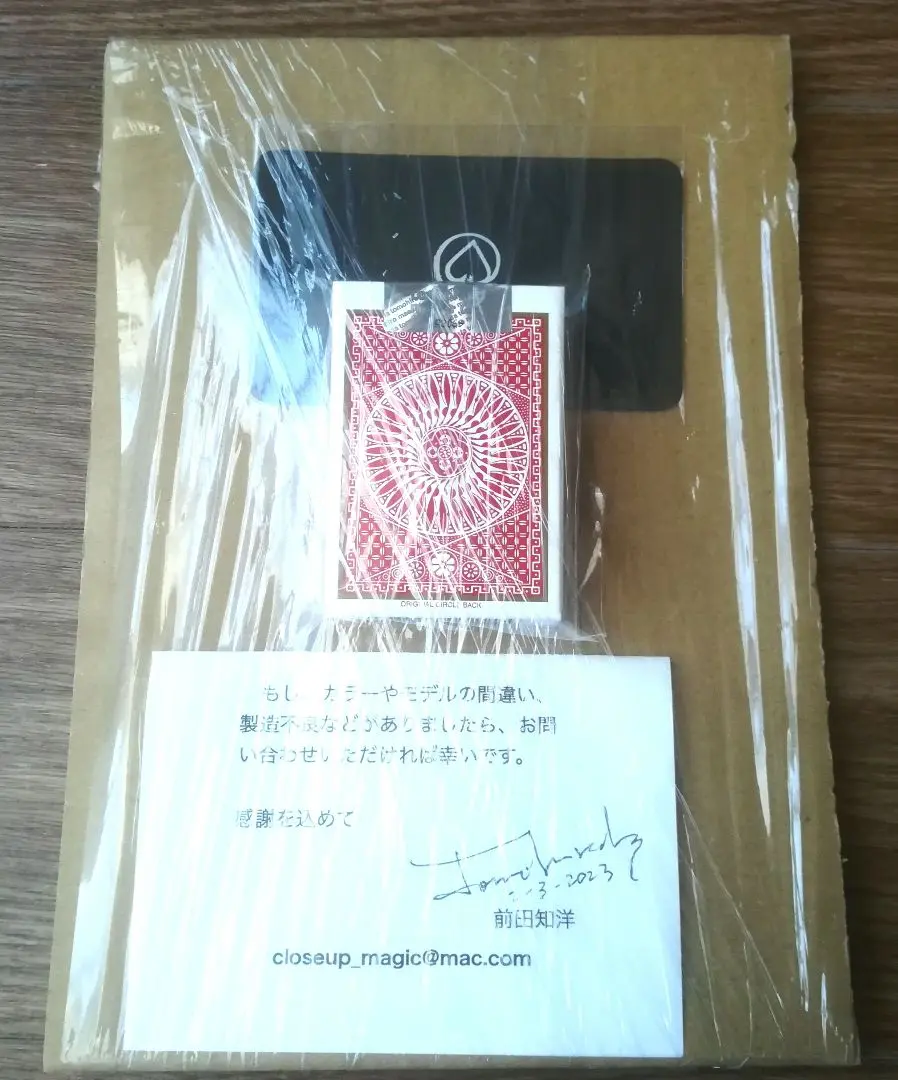 ORIGINAL CIRCLE BACK
もし、カラーやモデルの間違い、
製造不良などがありましたら、お問
い合わせいただければ幸いです。
感謝を込めて
前田知洋
closeup_magic@mac.com